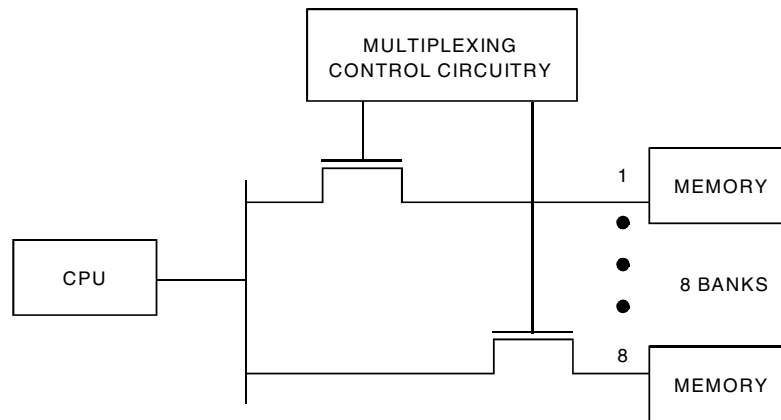 MULTIPLEXING
CONTROL CIRCUITRY
1
MEMORY
CPU
8 BANKS
8
MEMORY